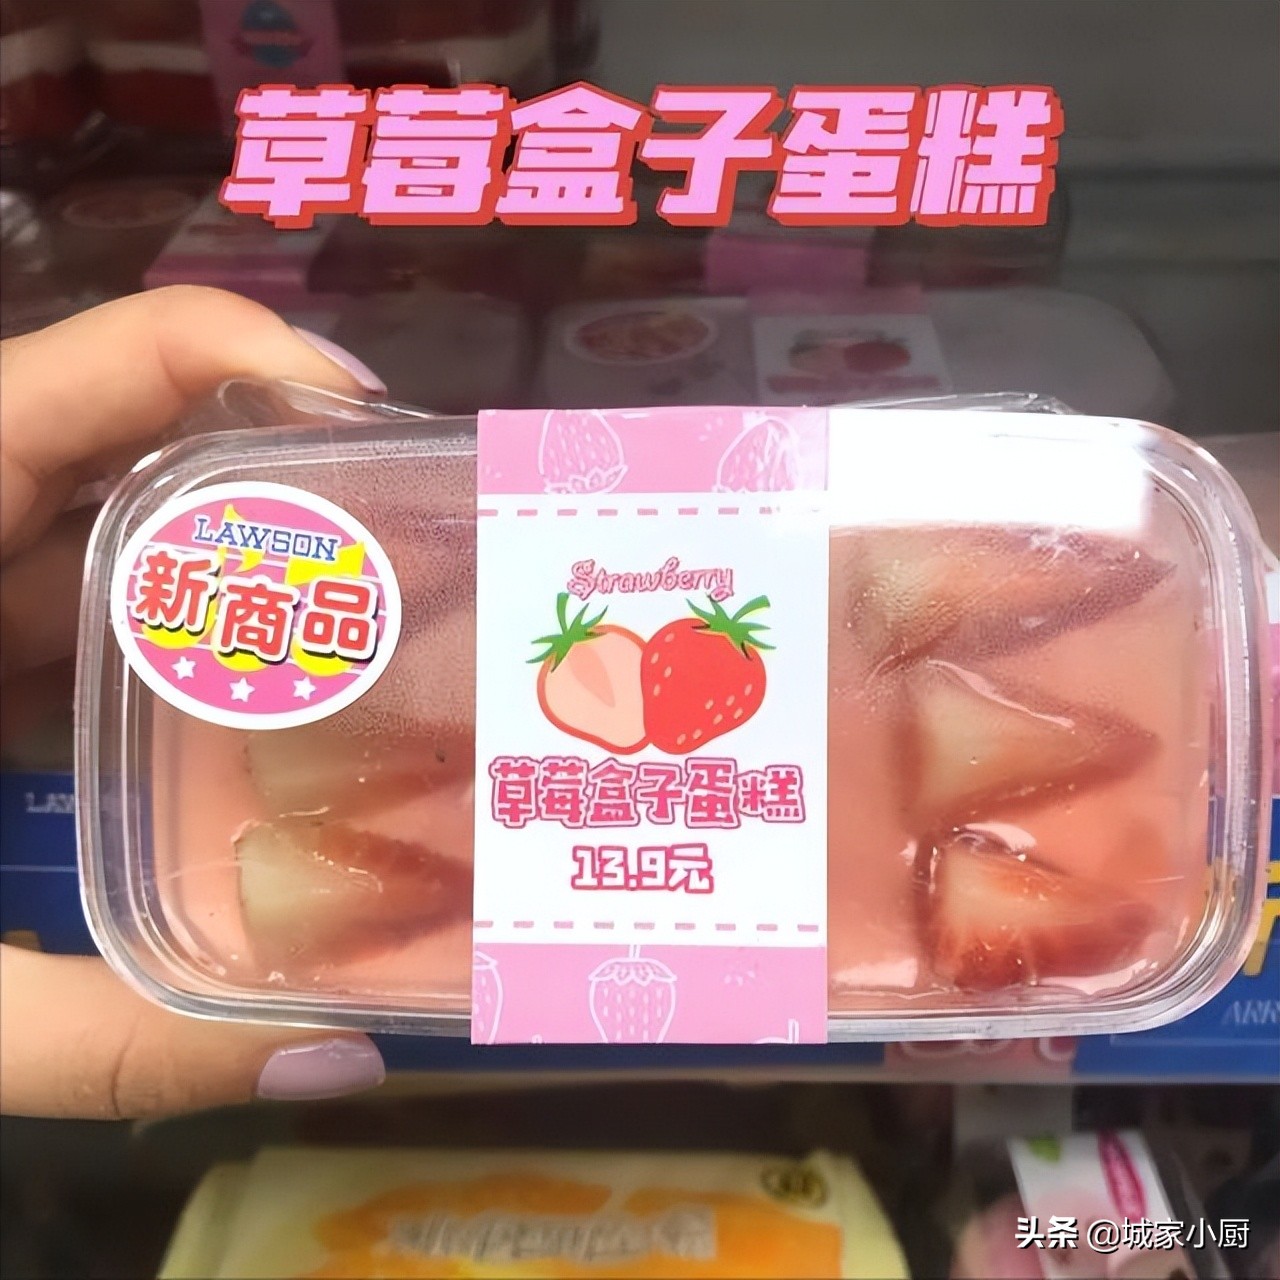 草莓盒子蛋糕
LAWSON
新商品
Strawberry
草莓盒子蛋糕
13.9元
头条 @城家小厨